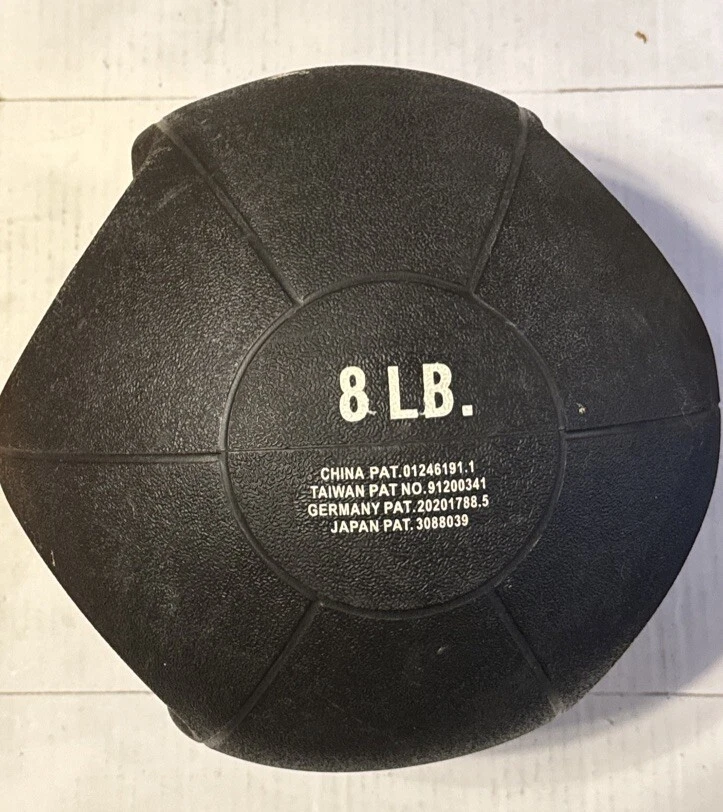 8 LB.
CHINA PAT.01246191.1
TAIWAN PAT NO.91200341
GERMANY PAT.20201788.5
JAPAN PAT. 3088039